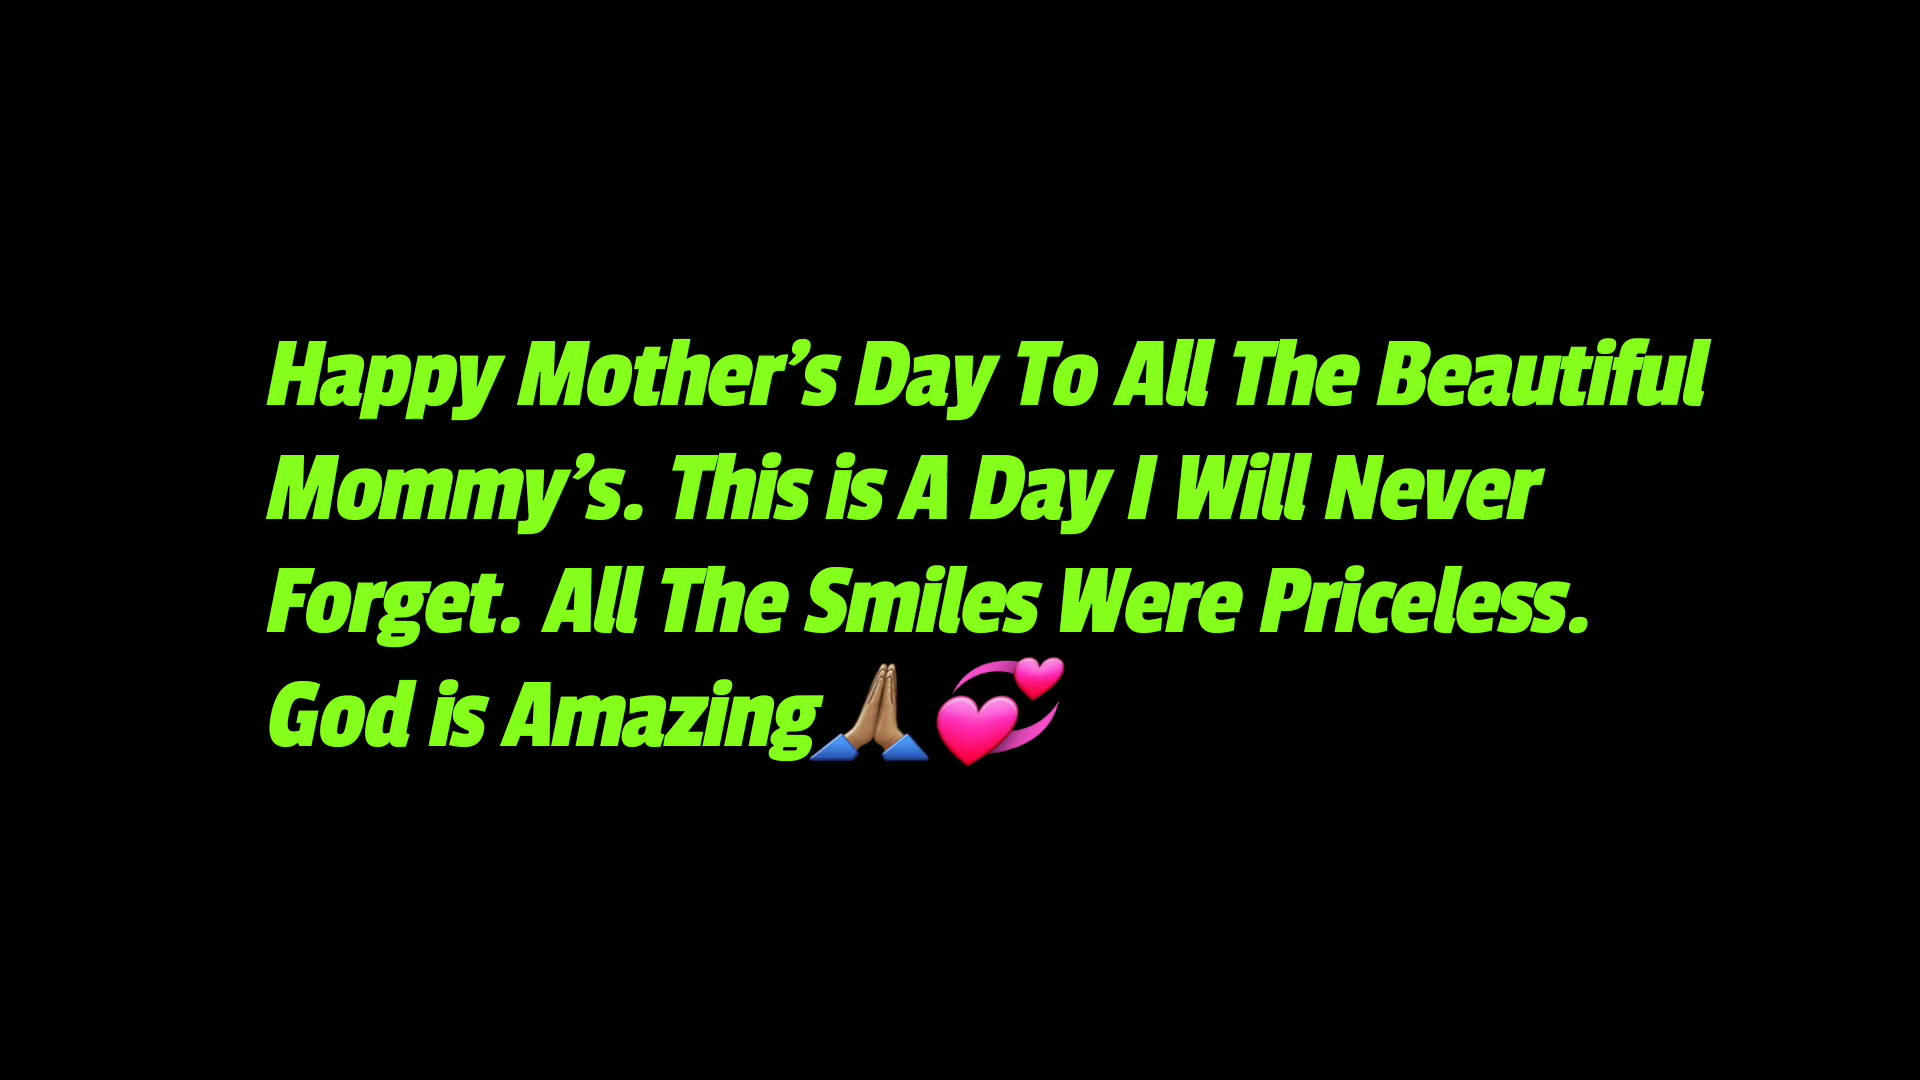 Happy Mother’s Day To All The Beautiful
Mommy’s. This is A Day I Will Never
Forget. All The Smiles Were Priceless.
God is Amazing🙏🏽💞